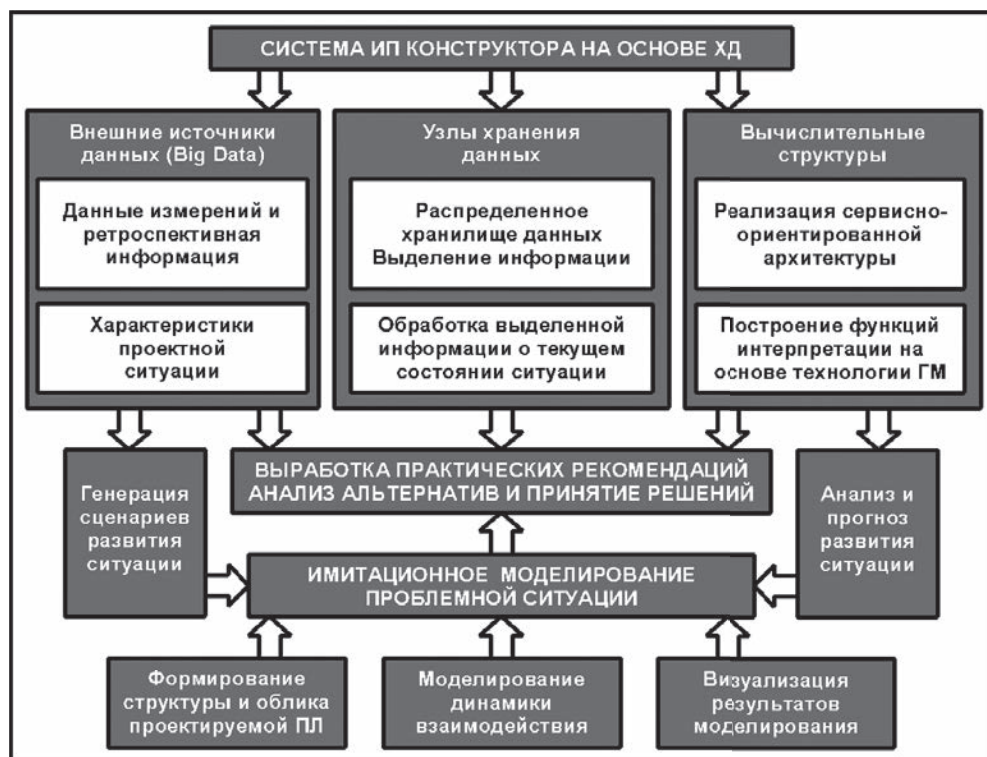 СИСТЕМА ИП КОНСТРУКТОРА НА ОСНОВЕ ХД
Внешние источники
данных (Big Data)
Данные измерений и
ретроспективная
информация
Характеристики
проектной
ситуации
Узлы хранения
данных
Распределенное
хранилище данных
Выделение информации
Обработка выделенной
информации о текущем
состоянии ситуации
Вычислительные
структуры
Реализация сервисно-
ориентированной
архитектуры
Построение функций
интерпретации на
основе технологии ГМ
Генерация
сценариев
развития
ситуации
ВЫРАБОТКА ПРАКТИЧЕСКИХ РЕКОМЕНДАЦИЙ
АНАЛИЗ АЛЬТЕРНАТИВ И ПРИНЯТИЕ РЕШЕНИЙ
Анализ и
прогноз
развития
ситуации
ИМИТАЦИОННОЕ МОДЕЛИРОВАНИЕ
ПРОБЛЕМНОЙ СИТУАЦИИ
Формирование
структуры и облика
проектируемой ПЛ
Моделирование
динамики
взаимодействия
Визуализация
результатов
моделирования